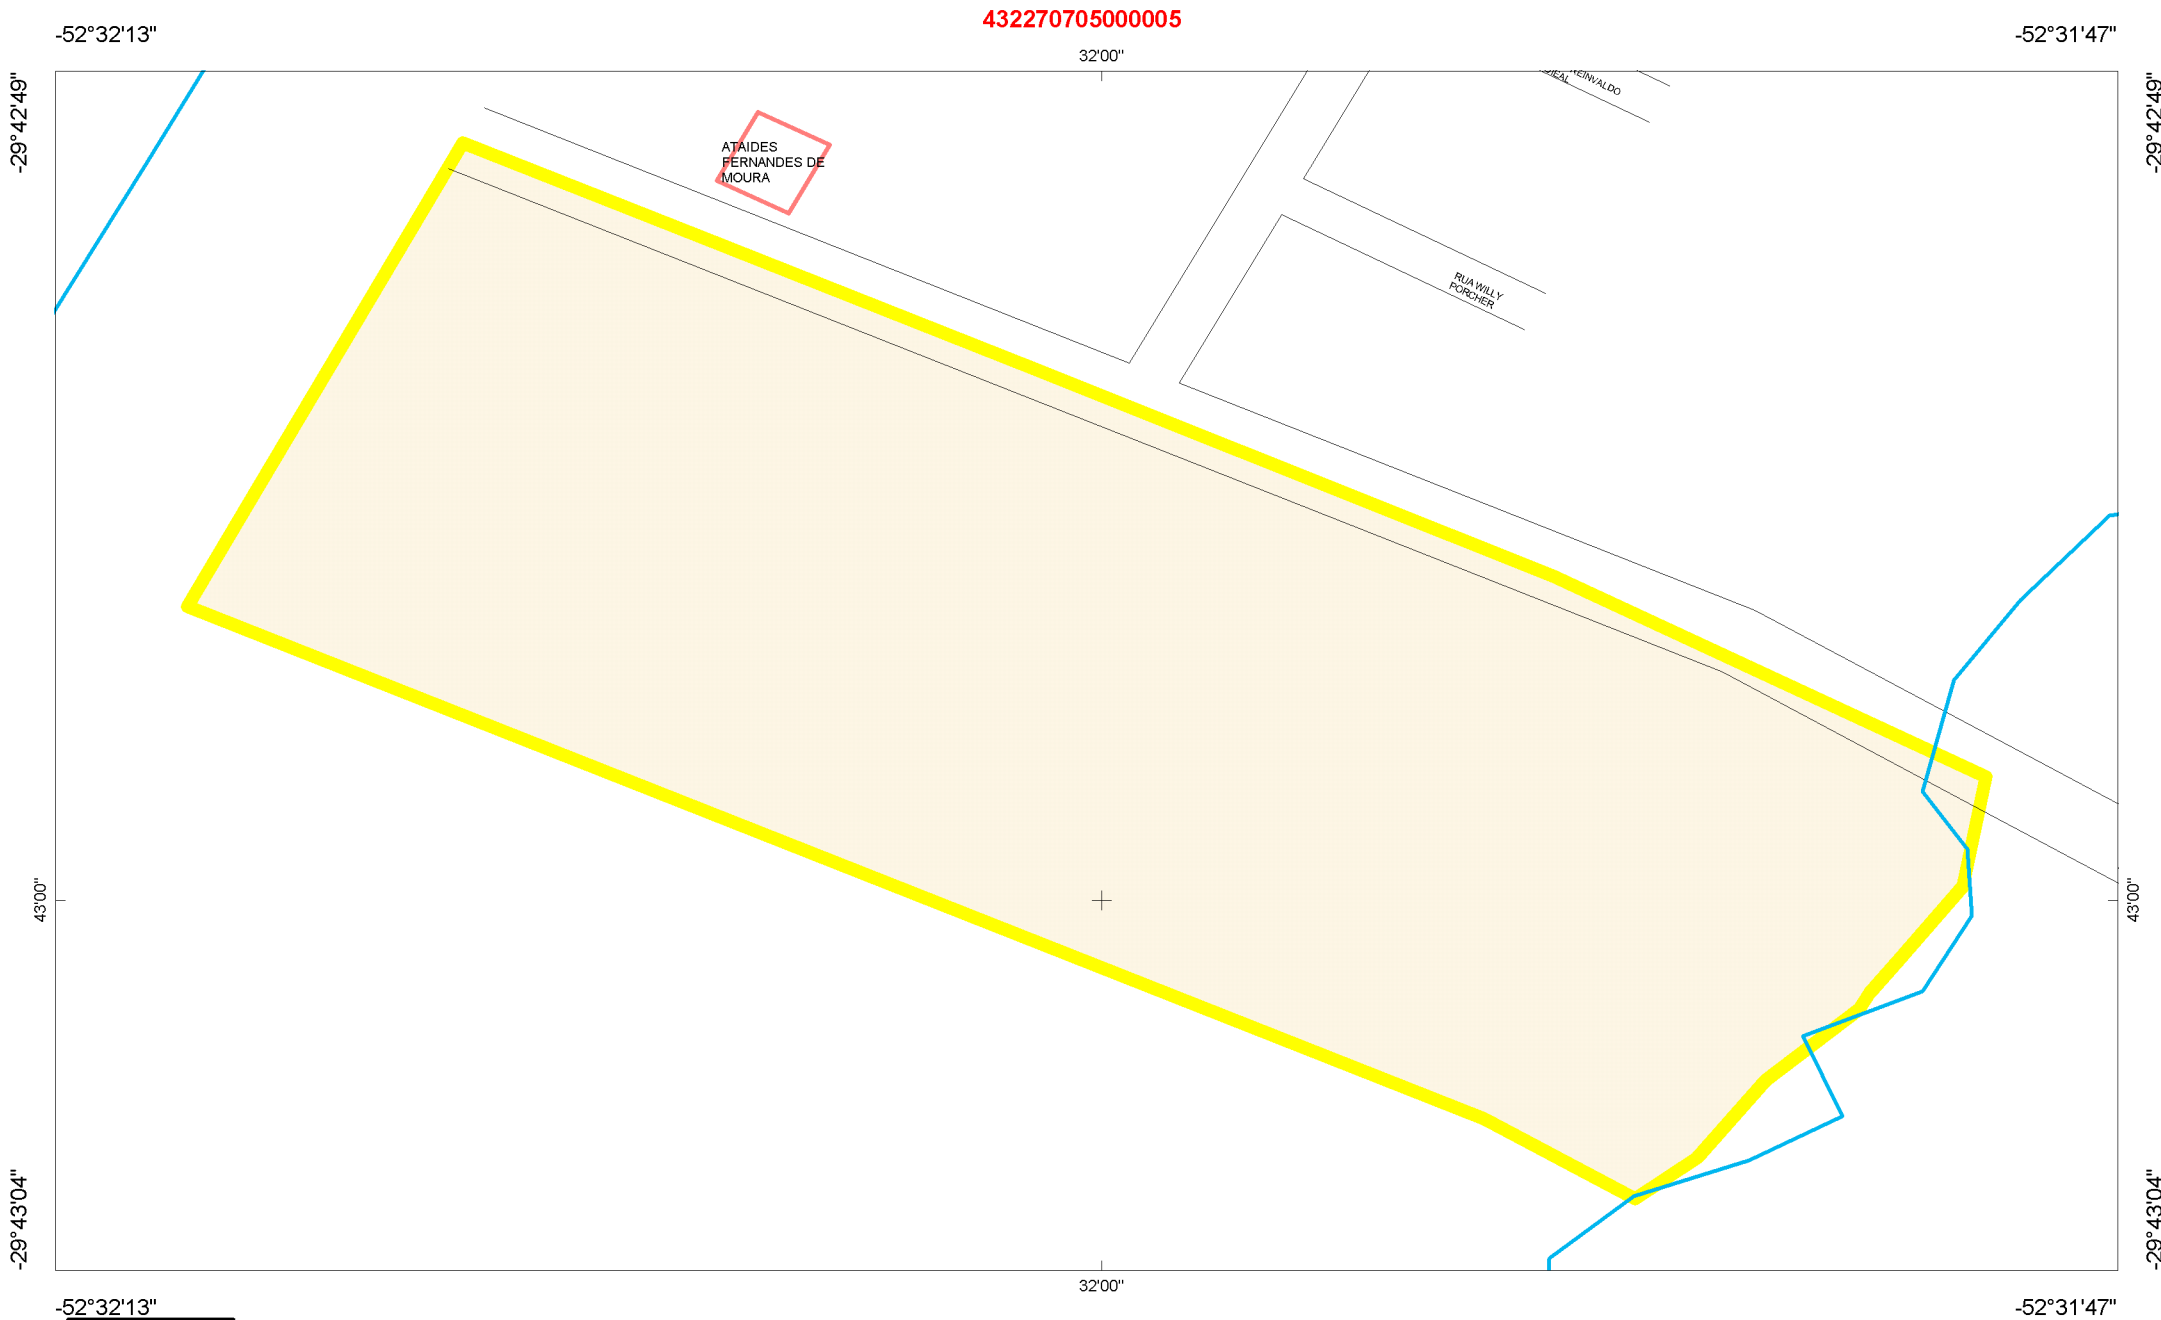 432270705000005
-52°32'13"
-52°31'47"
32'00"
-29°42'49"
-29°42'49"
REINVALDO
ATAIDES
FERNANDES DE
MOURA
RUA WILLY
PORCHER
43'00"
43'00"
-29°43'04"
-29°43'04"
32'00"
-52°32'13"
-52°31'47"